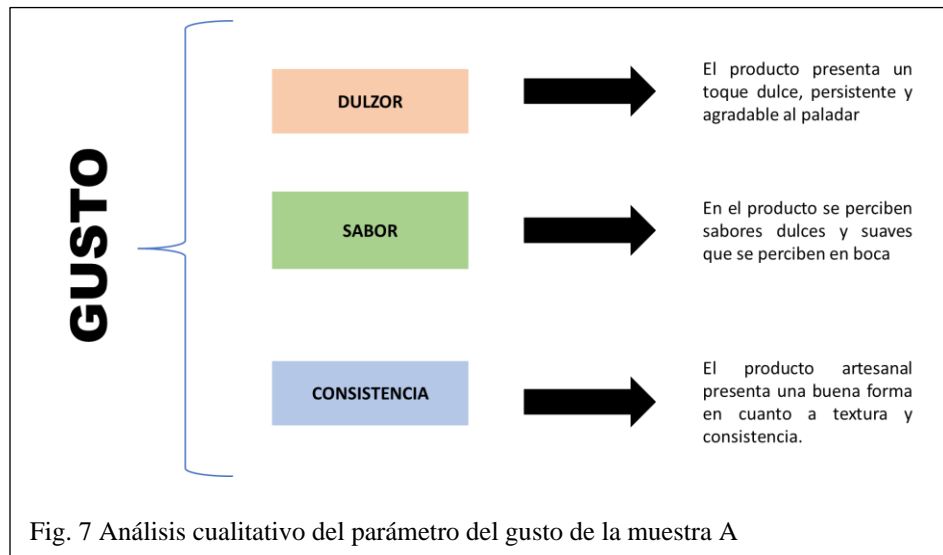 GUSTO
DULZOR
El producto presenta un
toque dulce, persistente y
agradable al paladar
SABOR
En el producto se perciben
sabores dulces y suaves
que se perciben en boca
CONSISTENCIA
El producto artesanal
presenta una buena forma
en cuanto a textura y
consistencia.
Fig. 7 Análisis cualitativo del parámetro del gusto de la muestra A